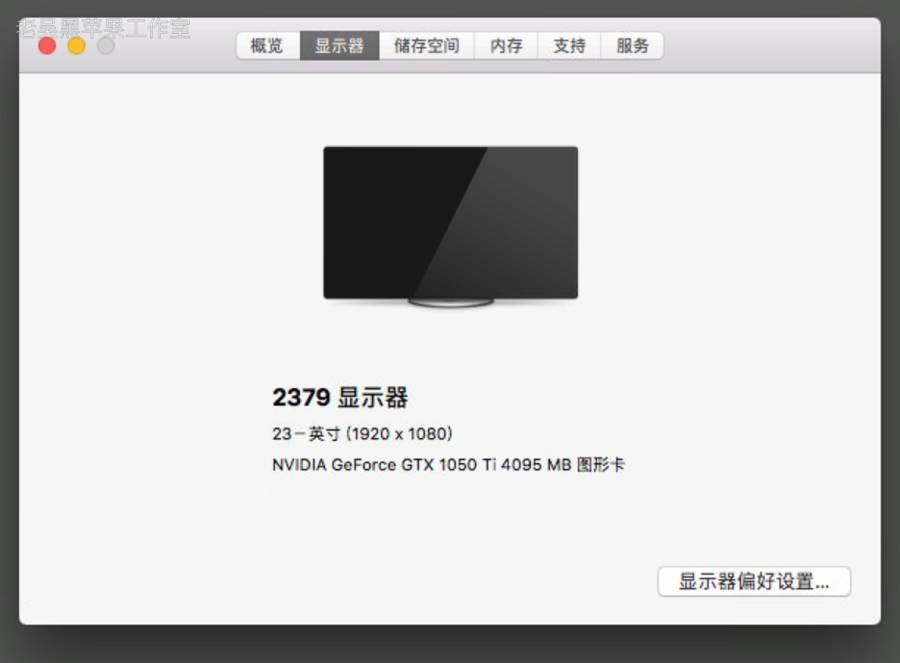 老吴黑苹果工作室
概览 显示器 储存空间 内存 支持 服务
2379 显示器
23－英寸 (1920 x 1080)
NVIDIA GeForce GTX 1050 Ti 4095 MB 图形卡
显示器偏好设置...